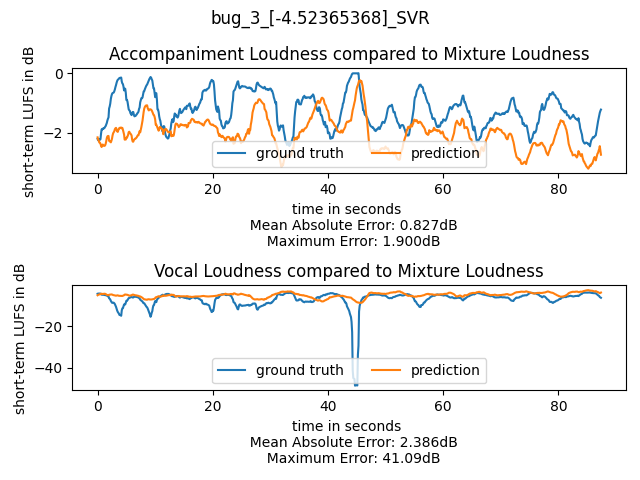 bug_3_[-4.52365368]_SVR
Accompaniment Loudness compared to Mixture Loudness
short-term LUFS in dB
0
−2
ground truth
prediction
0
20
40
60
80
time in seconds
Mean Absolute Error: 0.827dB
Maximum Error: 1.900dB
Vocal Loudness compared to Mixture Loudness
short-term LUFS in dB
−20
−40
ground truth
prediction
0
20
40
60
80
time in seconds
Mean Absolute Error: 2.386dB
Maximum Error: 41.09dB